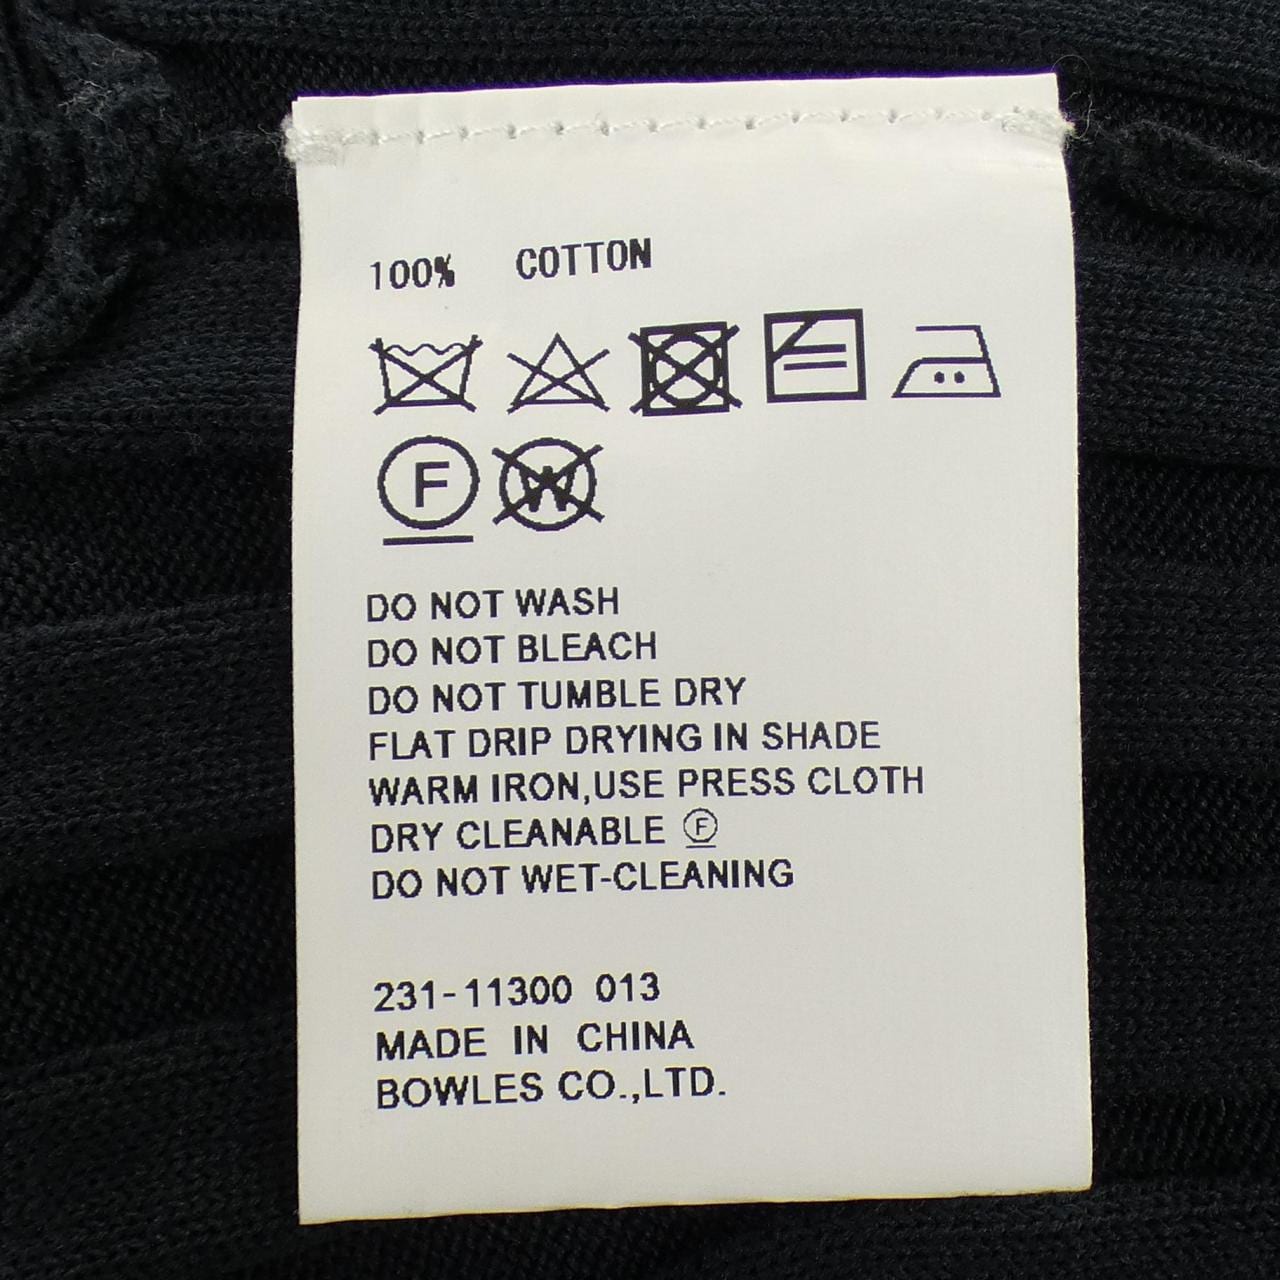 100% COTTON
F W
DO NOT WASH
DO NOT BLEACH
DO NOT TUMBLE DRY
FLAT DRIP DRYING IN SHADE
WARM IRON,USE PRESS CLOTH
DRY CLEANABLE Ⓕ
DO NOT WET-CLEANING
231-11300 013
MADE IN CHINA
BOWLES CO.,LTD.